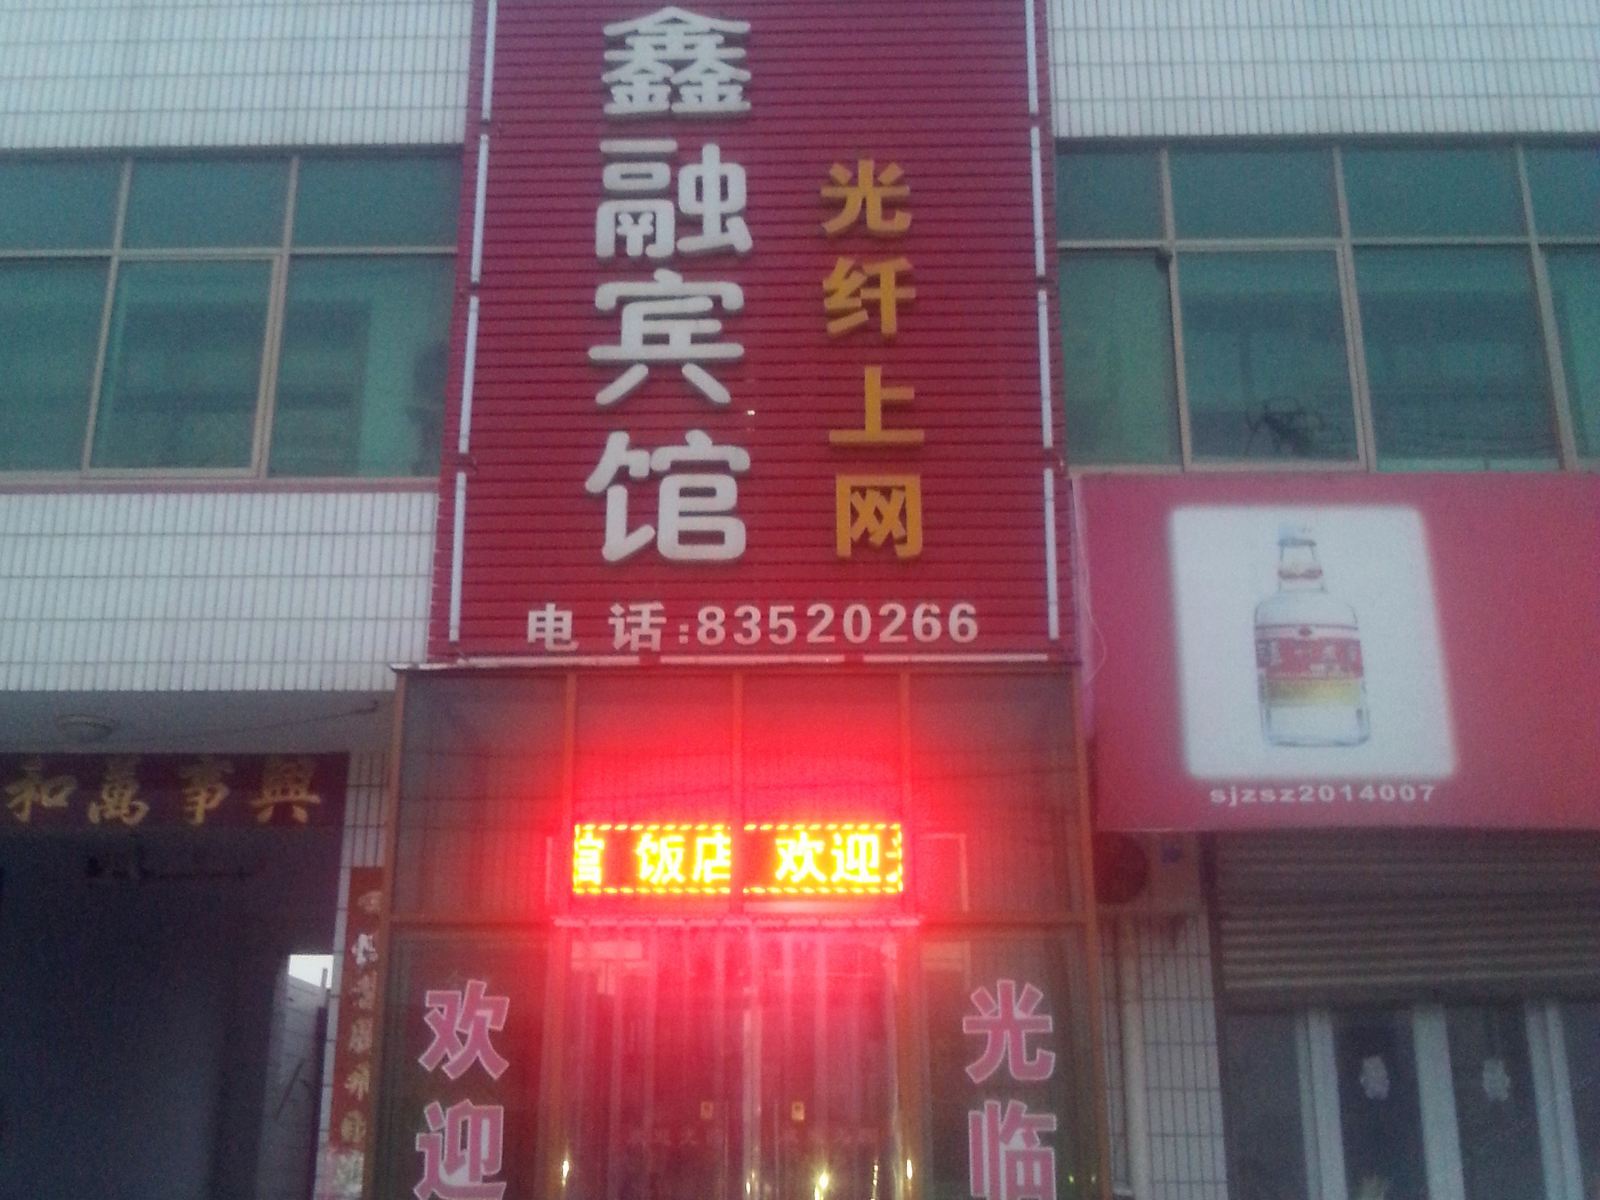 鑫融宾馆
光纤上网
电话:83520266
sjzsz2014007
和萬事興
馆 饭店 欢迎
欢迎
光临